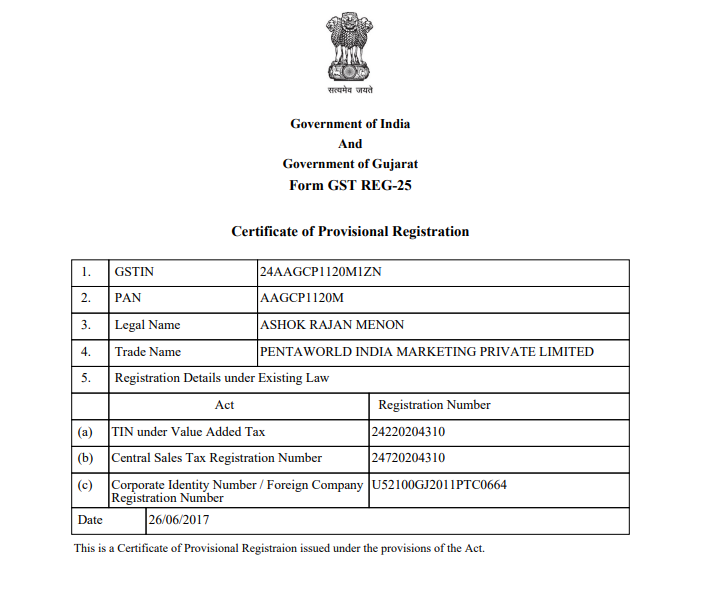 सत्यमेव जयते
Government of India
And
Government of Gujarat
Form GST REG-25
Certificate of Provisional Registration
1. GSTIN 24AAGCP1120M1ZN
2. PAN AAGCP1120M
3. Legal Name ASHOK RAJAN MENON
4. Trade Name PENTAWORLD INDIA MARKETING PRIVATE LIMITED
5. Registration Details under Existing Law
Act Registration Number
(a) TIN under Value Added Tax 24220204310
(b) Central Sales Tax Registration Number 24720204310
(c) Corporate Identity Number / Foreign Company U52100GJ2011PTC0664
Registration Number
Date 26/06/2017
This is a Certificate of Provisional Registraion issued under the provisions of the Act.